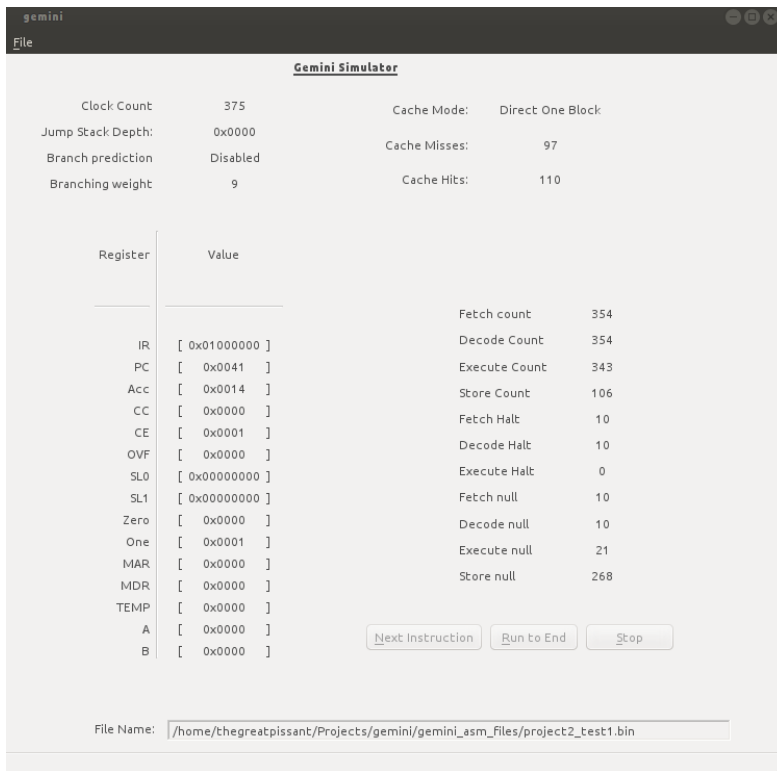 gemini
File
Gemini Simulator
Clock Count 375
Jump Stack Depth: 0x0000
Branch prediction Disabled
Branching weight 9
Cache Mode: Direct One Block
Cache Misses: 97
Cache Hits: 110
Register Value
IR [ 0x01000000 ]
PC [ 0x0041 ]
Acc [ 0x0014 ]
CC [ 0x0000 ]
CE [ 0x0001 ]
OVF [ 0x0000 ]
SL0 [ 0x00000000 ]
SL1 [ 0x00000000 ]
Zero [ 0x0000 ]
One [ 0x0001 ]
MAR [ 0x0000 ]
MDR [ 0x0000 ]
TEMP [ 0x0000 ]
A [ 0x0000 ]
B [ 0x0000 ]
Fetch count 354
Decode Count 354
Execute Count 343
Store Count 106
Fetch Halt 10
Decode Halt 10
Execute Halt 0
Fetch null 10
Decode null 10
Execute null 21
Store null 268
Next Instruction Run to End Stop
File Name: /home/thegreatpissant/Projects/gemini/gemini_asm_files/project2_test1.bin